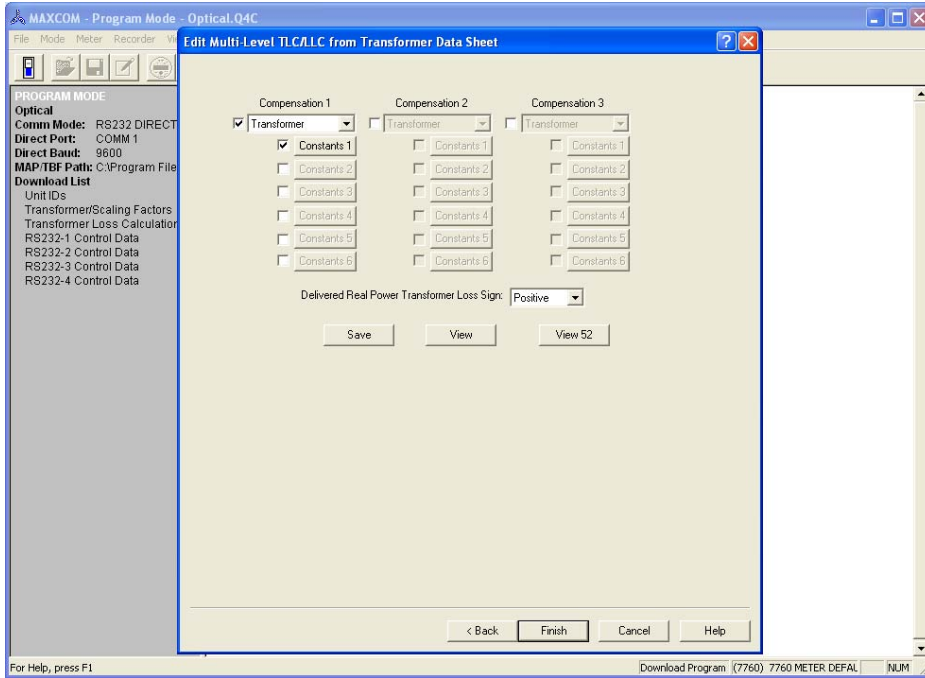 MAXCOM - Program Mode - Optical.Q4C
File Mode Meter Recorder
Edit Multi-Level TLC/LLC from Transformer Data Sheet
PROGRAM MODE
Optical
Comm Mode: RS232 DIRECT
Direct Port: COMM 1
Direct Baud: 9600
MAP/TBF Path: C:\Program File
Download List
Unit IDs
Transformer/Scaling Factors
Transformer Loss Calculation
RS232-1 Control Data
RS232-2 Control Data
RS232-3 Control Data
RS232-4 Control Data
Compensation 1 Compensation 2 Compensation 3
Transformer Transformer Transformer
Constants 1 Constants 1 Constants 1
Constants 2 Constants 2 Constants 2
Constants 3 Constants 3 Constants 3
Constants 4 Constants 4 Constants 4
Constants 5 Constants 5 Constants 5
Constants 6 Constants 6 Constants 6
Delivered Real Power Transformer Loss Sign: Positive
Save View View 52
< Back Finish Cancel Help
For Help, press F1
Download Program (7760) 7760 METER DEFAL NUM